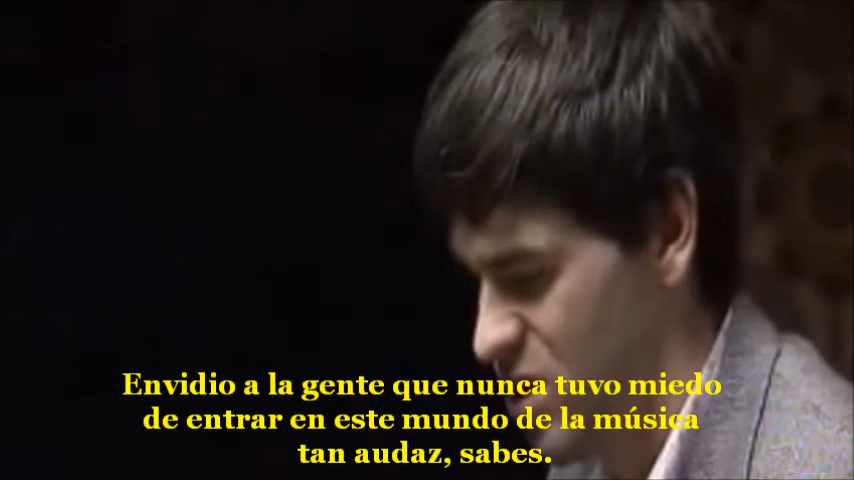 Envidio a la gente que nunca tuvo miedo
de entrar en este mundo de la música
tan audaz, sabes.